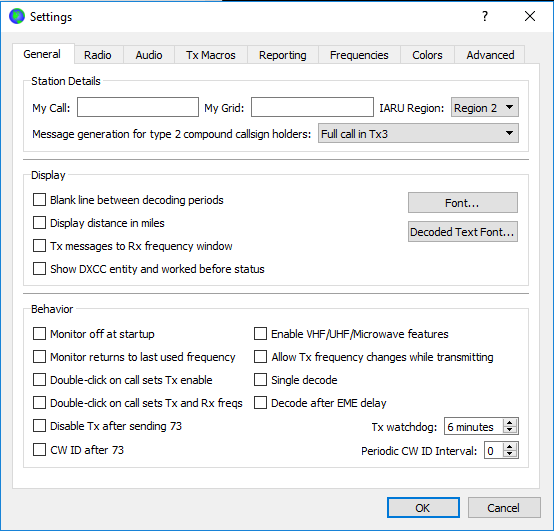 Settings
General Radio Audio Tx Macros Reporting Frequencies Colors Advanced
Station Details
My Call: My Grid: IARU Region: Region 2
Message generation for type 2 compound callsign holders: Full call in Tx3
Display
Blank line between decoding periods Font...
Display distance in miles
Decoded Text Font...
Tx messages to Rx frequency window
Show DXCC entity and worked before status
Behavior
Monitor off at startup Enable VHF/UHF/Microwave features
Monitor returns to last used frequency Allow Tx frequency changes while transmitting
Double-click on call sets Tx enable Single decode
Double-click on call sets Tx and Rx freqs Decode after EME delay
Disable Tx after sending 73 Tx watchdog: 6 minutes
CW ID after 73 Periodic CW ID Interval: 0
OK Cancel